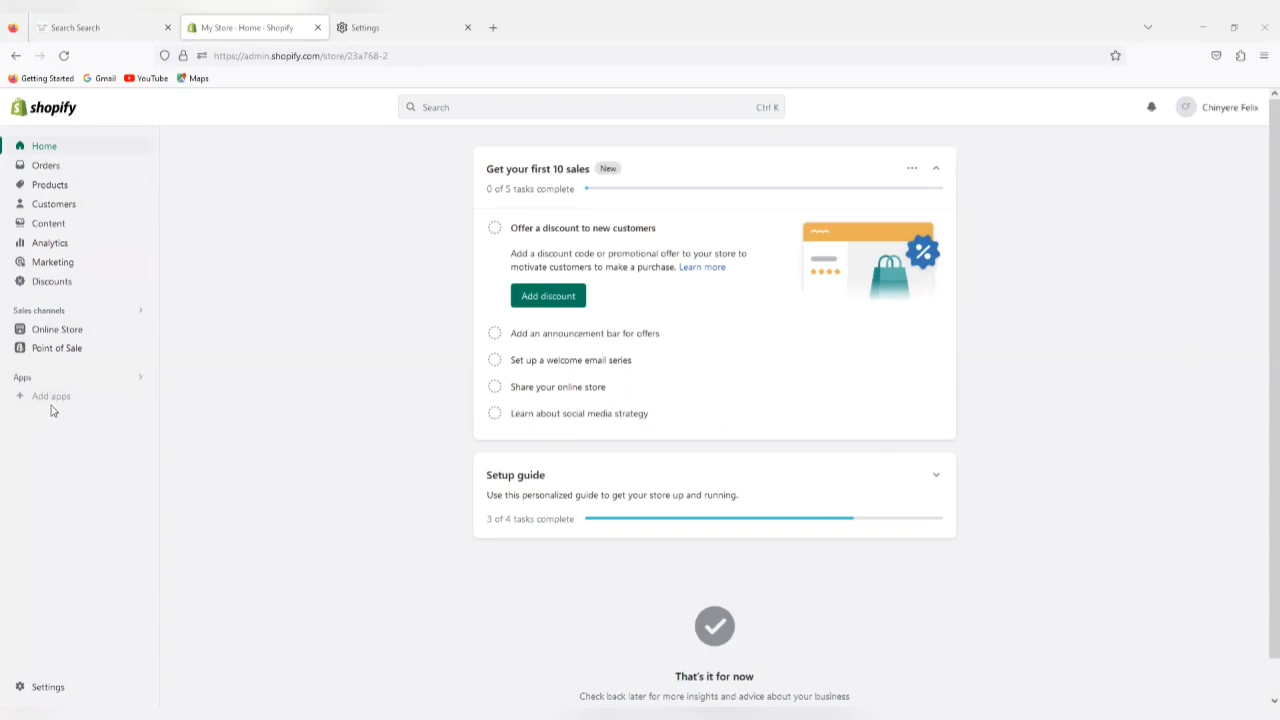 Search Search
My Store · Home · Shopify
Settings
https://admin.shopify.com/store/23a768-2
Getting Started
Gmail
YouTube
Maps
shopify
Search
Ctrl K
CF
Chinyere Felix
Home
Orders
Products
Customers
Content
Analytics
Marketing
Discounts
Sales channels
Online Store
Point of Sale
Apps
Add apps
Settings
Get your first 10 sales
New
0 of 5 tasks complete
Offer a discount to new customers
Add a discount code or promotional offer to your store to
motivate customers to make a purchase. Learn more
Add discount
Add an announcement bar for offers
Set up a welcome email series
Share your online store
Learn about social media strategy
Setup guide
Use this personalized guide to get your store up and running.
3 of 4 tasks complete
That's it for now
Check back later for more insights and advice about your business